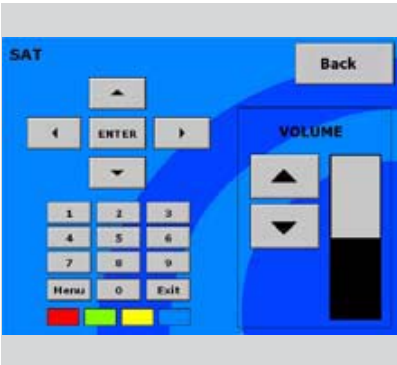 SAT
Back
ENTER
VOLUME
1 2 3
4 5 6
7 8 9
Menu 0 Exit